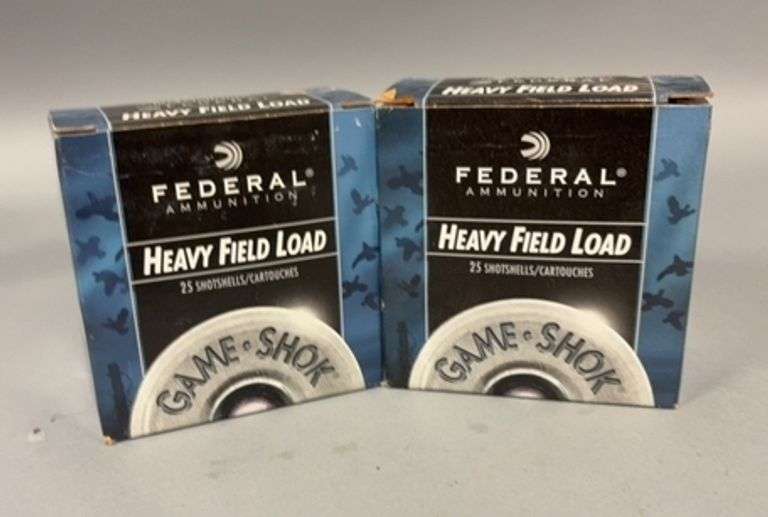 HEAVY FIELD LOAD
FEDERAL®
AMMUNITION
HEAVY FIELD LOAD
25 SHOTSHELLS/CARTOUCHES
GAME•SHOK
HEAVY FIELD LOAD
FEDERAL®
AMMUNITION
HEAVY FIELD LOAD
25 SHOTSHELLS/CARTOUCHES
GAME•SHOK